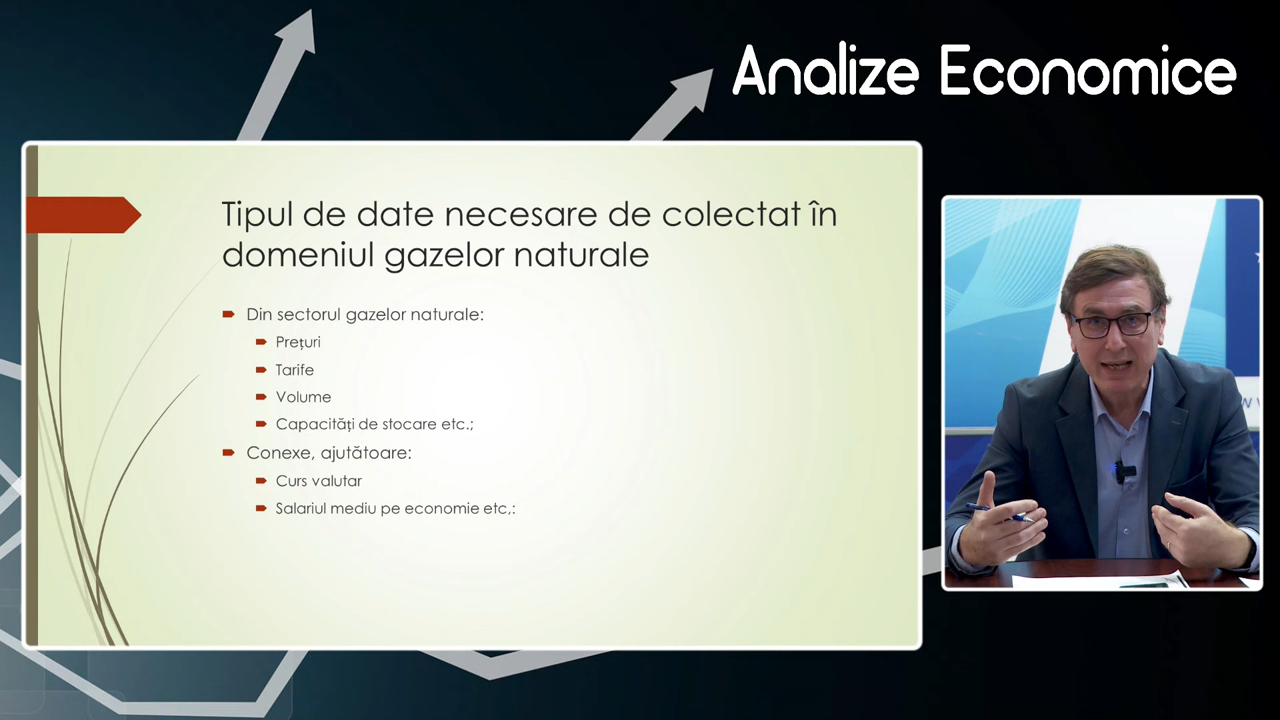 Analize Economice
Tipul de date necesare de colectat în
domeniul gazelor naturale
Din sectorul gazelor naturale:
Prețuri
Tarife
Volume
Capacități de stocare etc.;
Conexe, ajutătoare:
Curs valutar
Salariul mediu pe economie etc,: